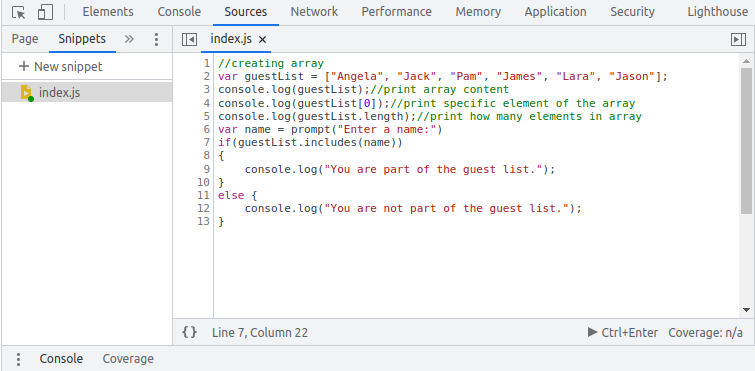 Elements Console Sources Network Performance Memory Application Security Lighthouse
Page Snippets » index.js ×
+ New snippet
index.js
1 //creating array
2 var guestList = ["Angela", "Jack", "Pam", "James", "Lara", "Jason"];
3 console.log(guestList);//print array content
4 console.log(guestList[0]);//print specific element of the array
5 console.log(guestList.length);//print how many elements in array
6 var name = prompt("Enter a name:")
7 if(guestList.includes(name))
8 {
9     console.log("You are part of the guest list.");
10 }
11 else {
12     console.log("You are not part of the guest list.");
13 }
{} Line 7, Column 22 ▶ Ctrl+Enter Coverage: n/a
Console Coverage